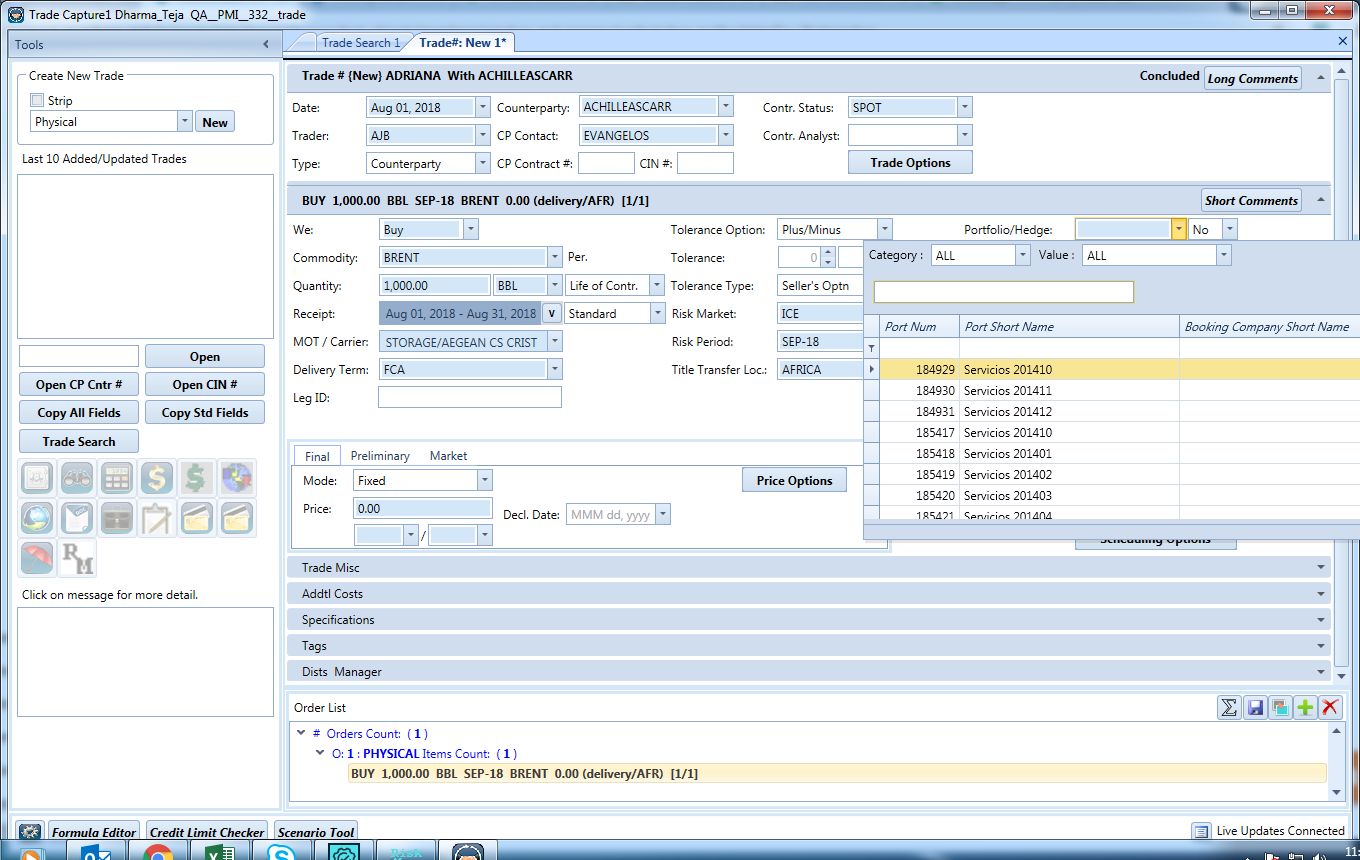 Trade Capture1 Dharma_Teja QA__PMI__332__trade
Tools
Trade Search 1
Trade#: New 1*
Create New Trade
Strip
Physical
New
Last 10 Added/Updated Trades
Open
Open CP Cntr #
Open CIN #
Copy All Fields
Copy Std Fields
Trade Search
RM
Click on message for more detail.
Trade # {New} ADRIANA With ACHILLEASCARR
Concluded
Long Comments
Date: Aug 01, 2018 Counterparty: ACHILLEASCARR Contr. Status: SPOT
Trader: AJB CP Contact: EVANGELOS Contr. Analyst:
Type: Counterparty CP Contract #: CIN #: Trade Options
BUY 1,000.00 BBL SEP-18 BRENT 0.00 (delivery/AFR) [1/1] Short Comments
We: Buy Tolerance Option: Plus/Minus Portfolio/Hedge: No
Commodity: BRENT Per. Tolerance: 0
Quantity: 1,000.00 BBL Life of Contr. Tolerance Type: Seller's Optn
Receipt: Aug 01, 2018 - Aug 31, 2018 v Standard Risk Market: ICE
MOT / Carrier: STORAGE/AEGEAN CS CRIST Risk Period: SEP-18
Delivery Term: FCA Title Transfer Loc.: AFRICA
Leg ID:
Category : ALL Value : ALL
Port Num Port Short Name Booking Company Short Name
184929 Servicios 201410
184930 Servicios 201411
184931 Servicios 201412
185417 Servicios 201410
185418 Servicios 201401
185419 Servicios 201402
185420 Servicios 201403
185421 Servicios 201404
Final Preliminary Market
Mode: Fixed Price Options
Price: 0.00 Decl. Date: MMM dd, yyyy
/
Scheduling Options
Trade Misc
Addtl Costs
Specifications
Tags
Dists Manager
Order List
# Orders Count: ( 1 )
O: 1 : PHYSICAL Items Count: ( 1 )
BUY 1,000.00 BBL SEP-18 BRENT 0.00 (delivery/AFR) [1/1]
Formula Editor Credit Limit Checker Scenario Tool
Live Updates Connected
Risk
11: